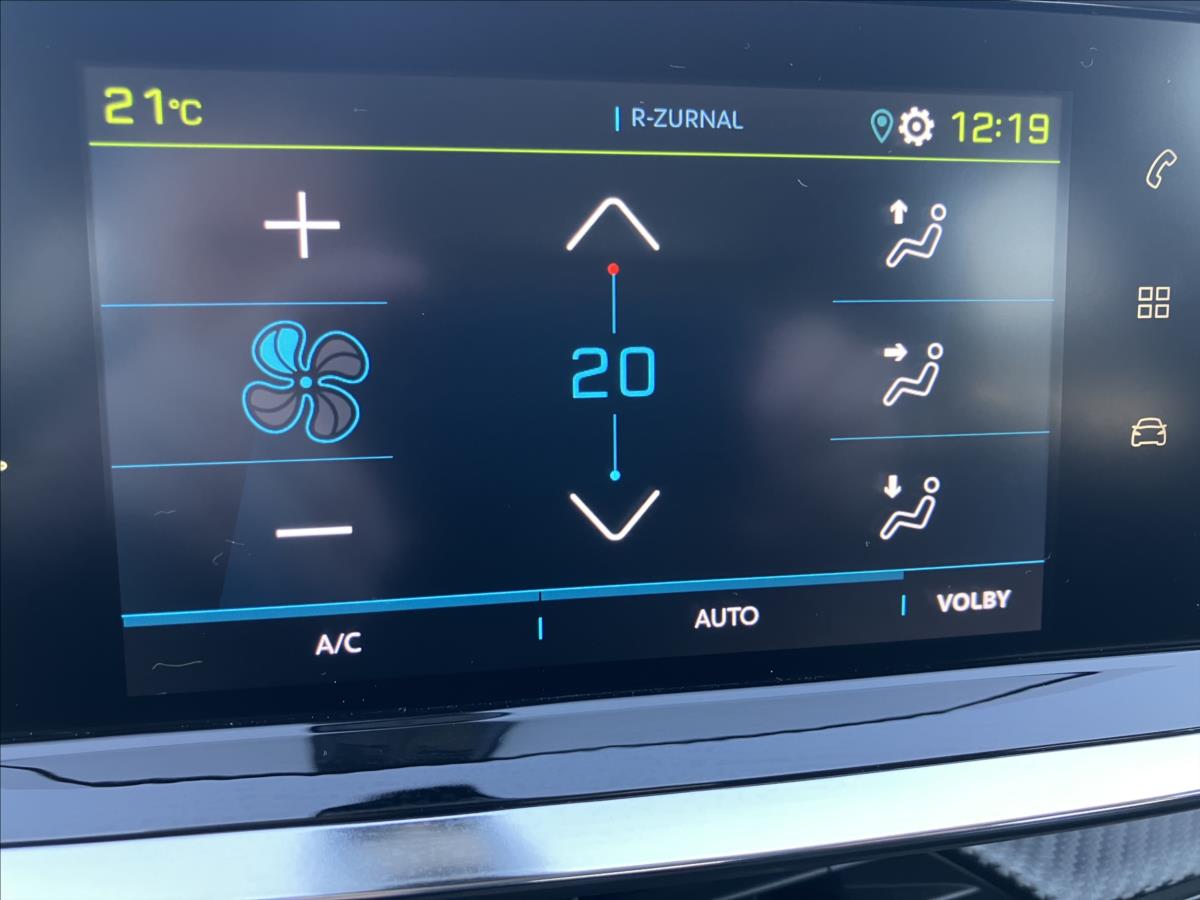 21°C
R-ZURNAL
12:19
20
A/C
AUTO
VOLBY